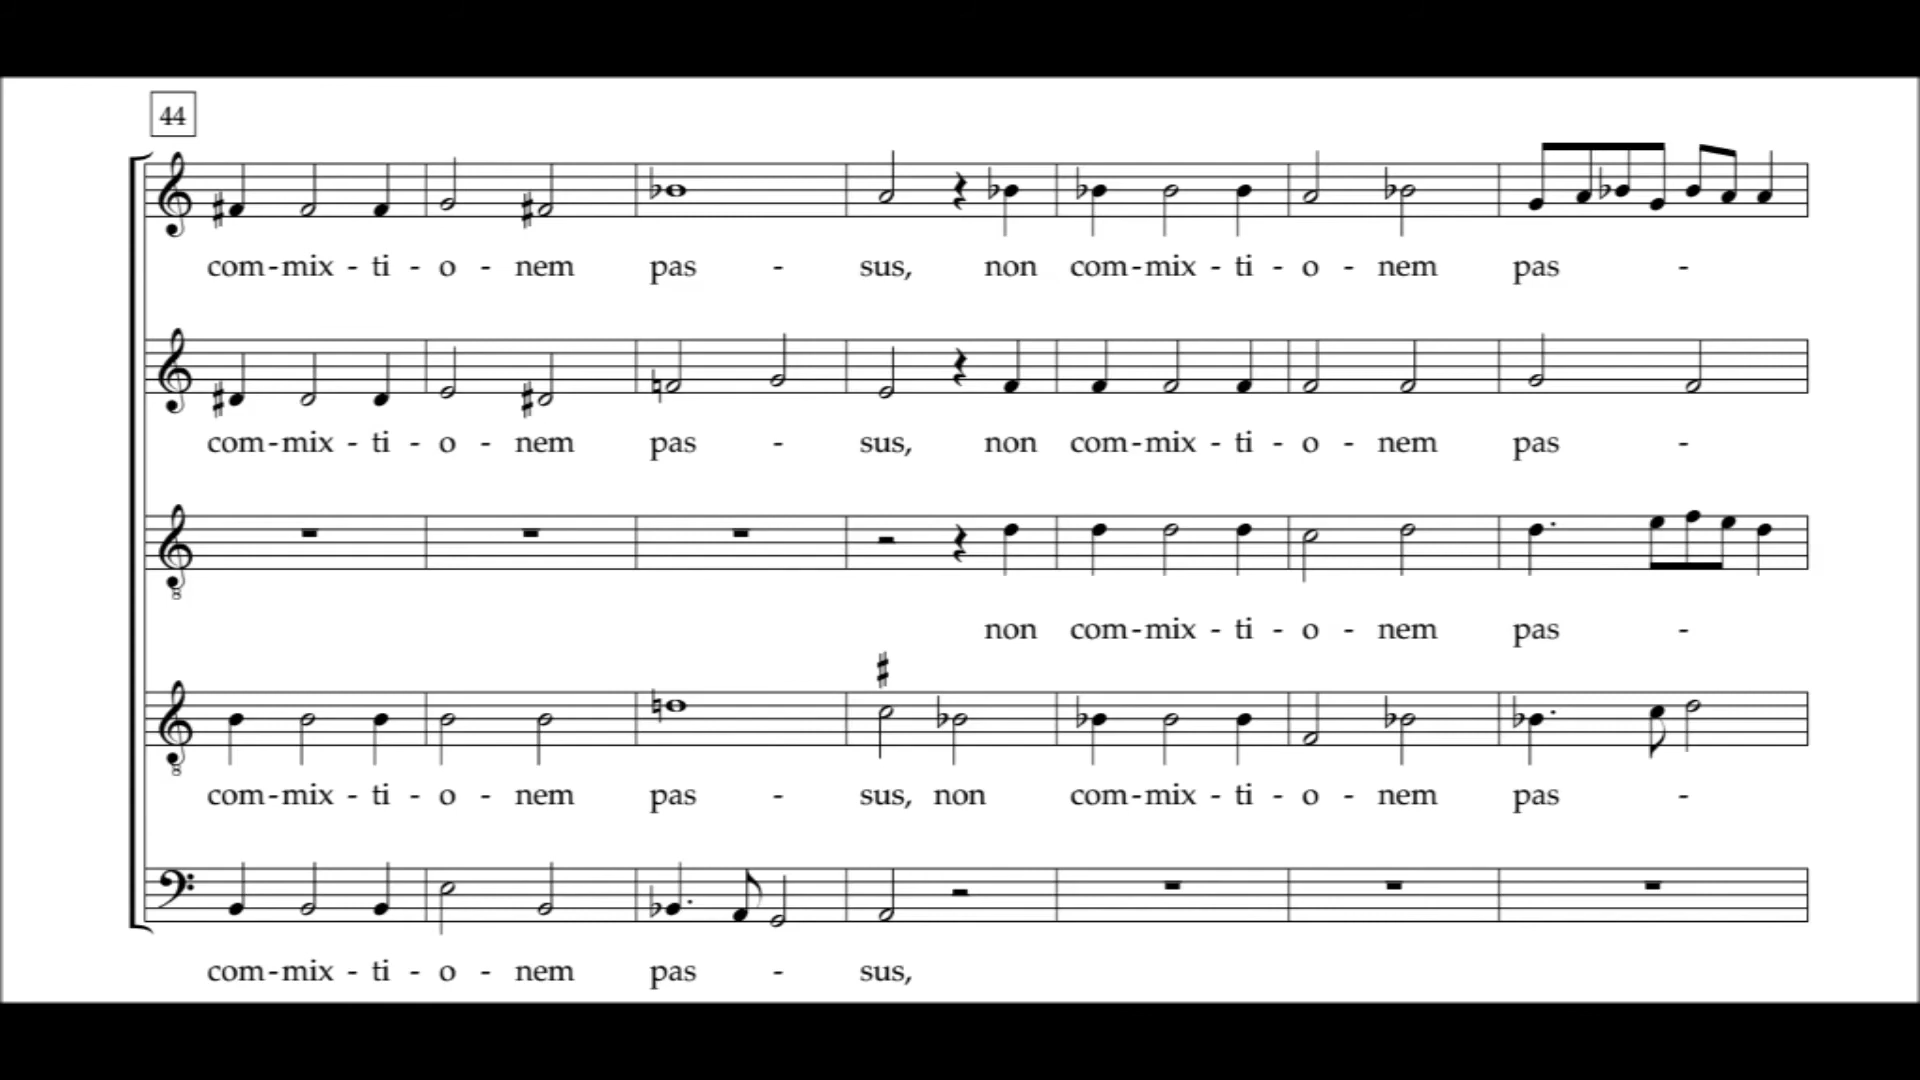 44
com-mix - ti - o - nem pas - sus, non com-mix - ti - o - nem pas -
com-mix - ti - o - nem pas - sus, non com-mix - ti - o - nem pas -
8
non com-mix - ti - o - nem pas -
8
com-mix - ti - o - nem pas - sus, non com-mix - ti - o - nem pas -
com-mix - ti - o - nem pas - sus,